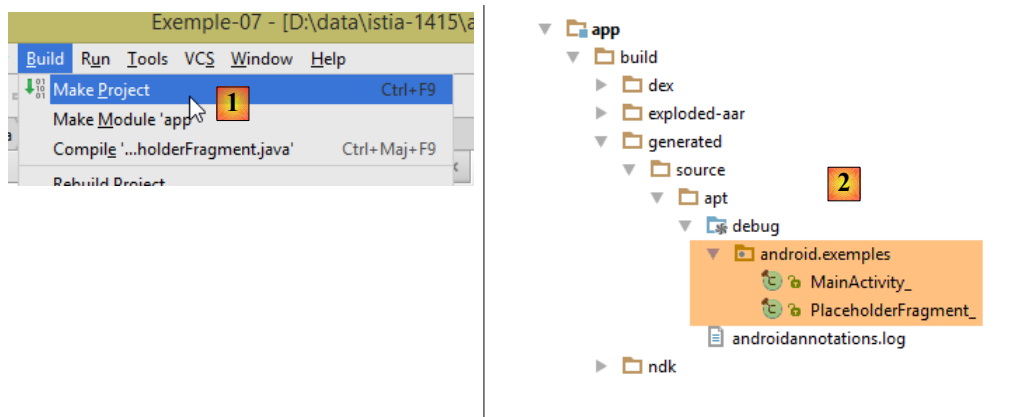 Exemple-07 - [D:\data\istia-1415\a
Build Run Tools VCS Window Help
Make Project Ctrl+F9
1
Make Module 'app'
Compile '...holderFragment.java' Ctrl+Maj+F9
Rebuild Project
app
build
dex
exploded-aar
generated
source
2
apt
debug
android.exemples
MainActivity_
PlaceholderFragment_
androidannotations.log
ndk